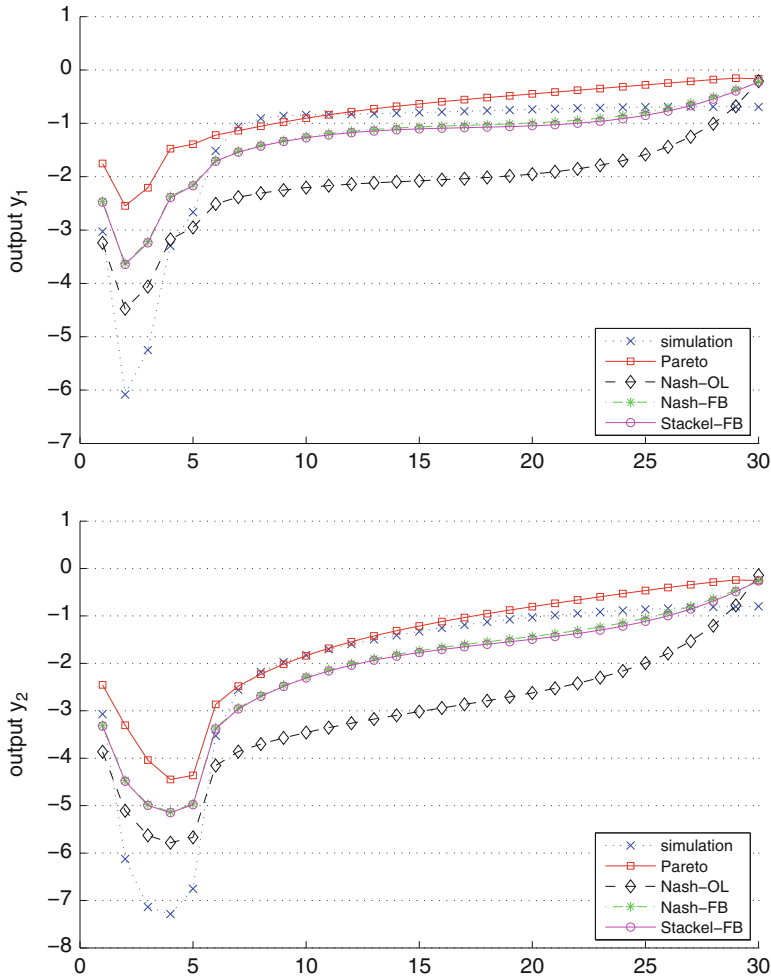 1
0
−1
−2
−3
−4
−5
−6
−7
output y₁
0
5
10
15
20
25
30
simulation
Pareto
Nash−OL
Nash−FB
Stackel−FB
1
0
−1
−2
−3
−4
−5
−6
−7
−8
output y₂
0
5
10
15
20
25
30
simulation
Pareto
Nash−OL
Nash−FB
Stackel−FB